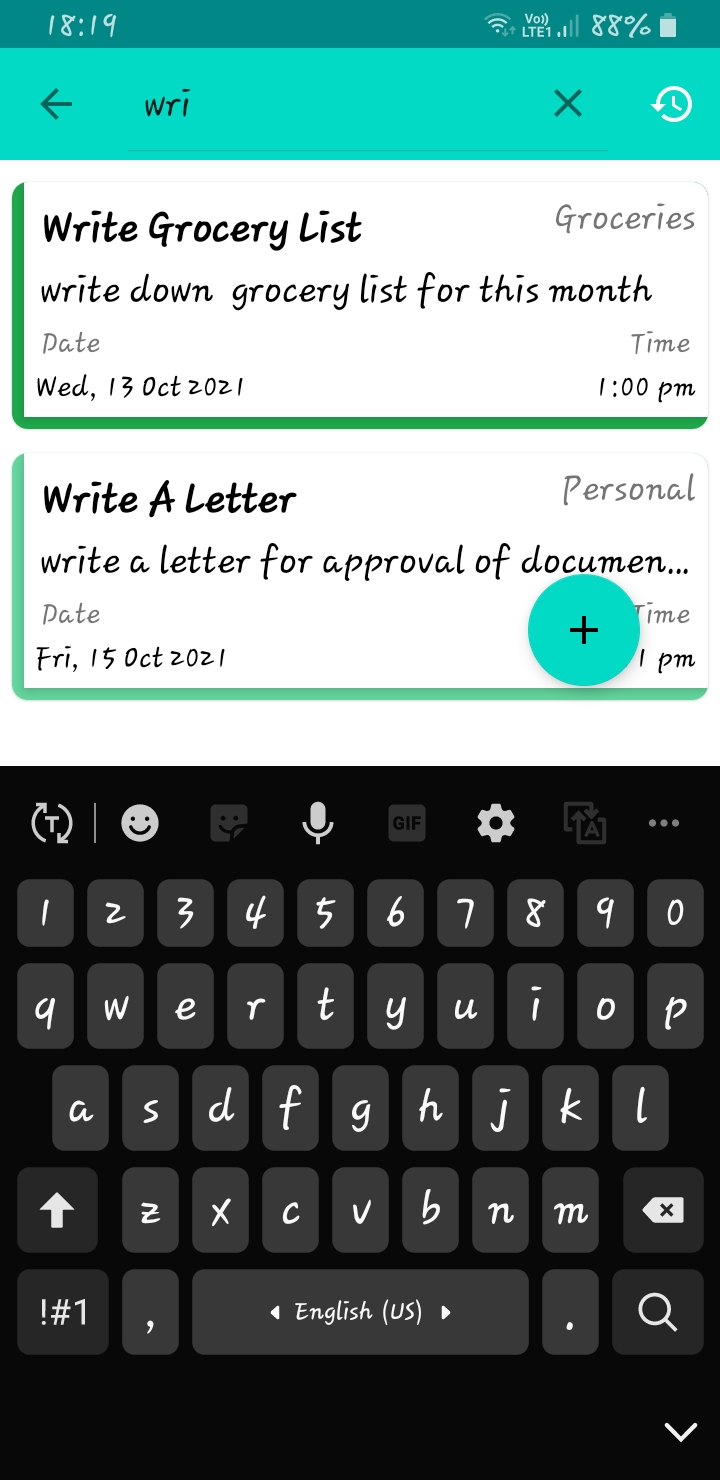 18:19 Vo)) LTE1 88%
wri
Write Grocery List Groceries
write down grocery list for this month
Date Time
Wed, 13 Oct 2021 1:00 pm
Write A Letter Personal
write a letter for approval of documen...
Date Time
Fri, 15 Oct 2021 1 pm
T GIF A
1 2 3 4 5 6 7 8 9 0
q w e r t y u i o p
a s d f g h j k l
z x c v b n m
!#1 , English (US) .